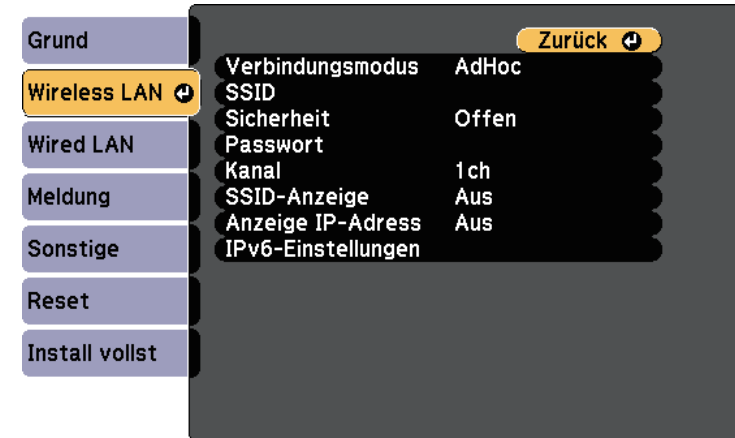 Grund
Wireless LAN
Wired LAN
Meldung
Sonstige
Reset
Install vollst
Zurück
Verbindungsmodus AdHoc
SSID
Sicherheit Offen
Passwort
Kanal 1ch
SSID-Anzeige Aus
Anzeige IP-Adress Aus
IPv6-Einstellungen